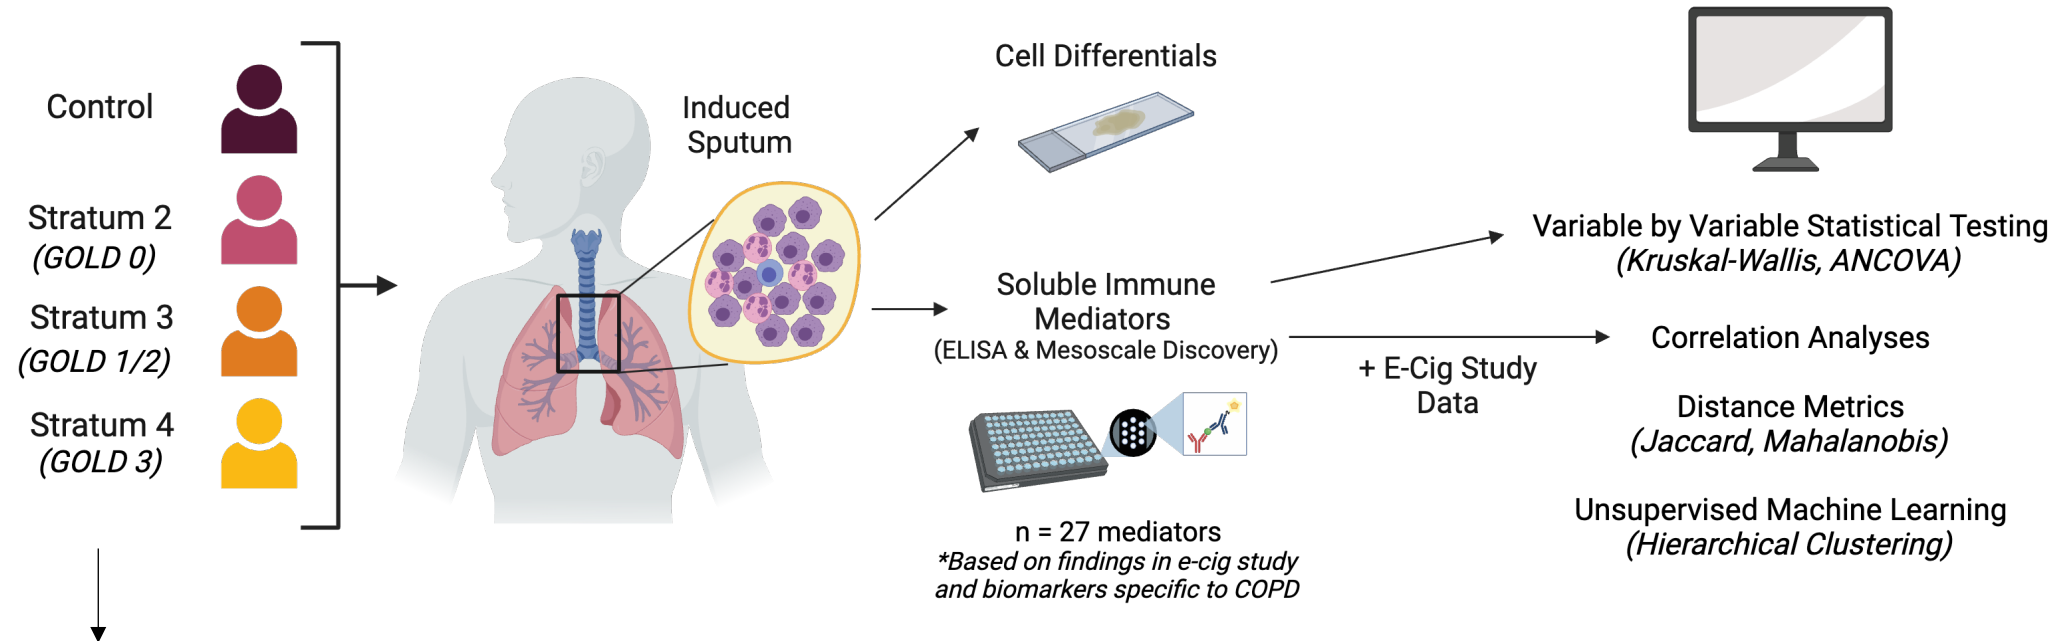 Control
Stratum 2
(GOLD 0)
Stratum 3
(GOLD 1/2)
Stratum 4
(GOLD 3)
Induced
Sputum
Cell Differentials
Soluble Immune
Mediators
(ELISA & Mesoscale Discovery)
n = 27 mediators
*Based on findings in e-cig study
and biomarkers specific to COPD
+ E-Cig Study
Data
Variable by Variable Statistical Testing
(Kruskal-Wallis, ANCOVA)
Correlation Analyses
Distance Metrics
(Jaccard, Mahalanobis)
Unsupervised Machine Learning
(Hierarchical Clustering)